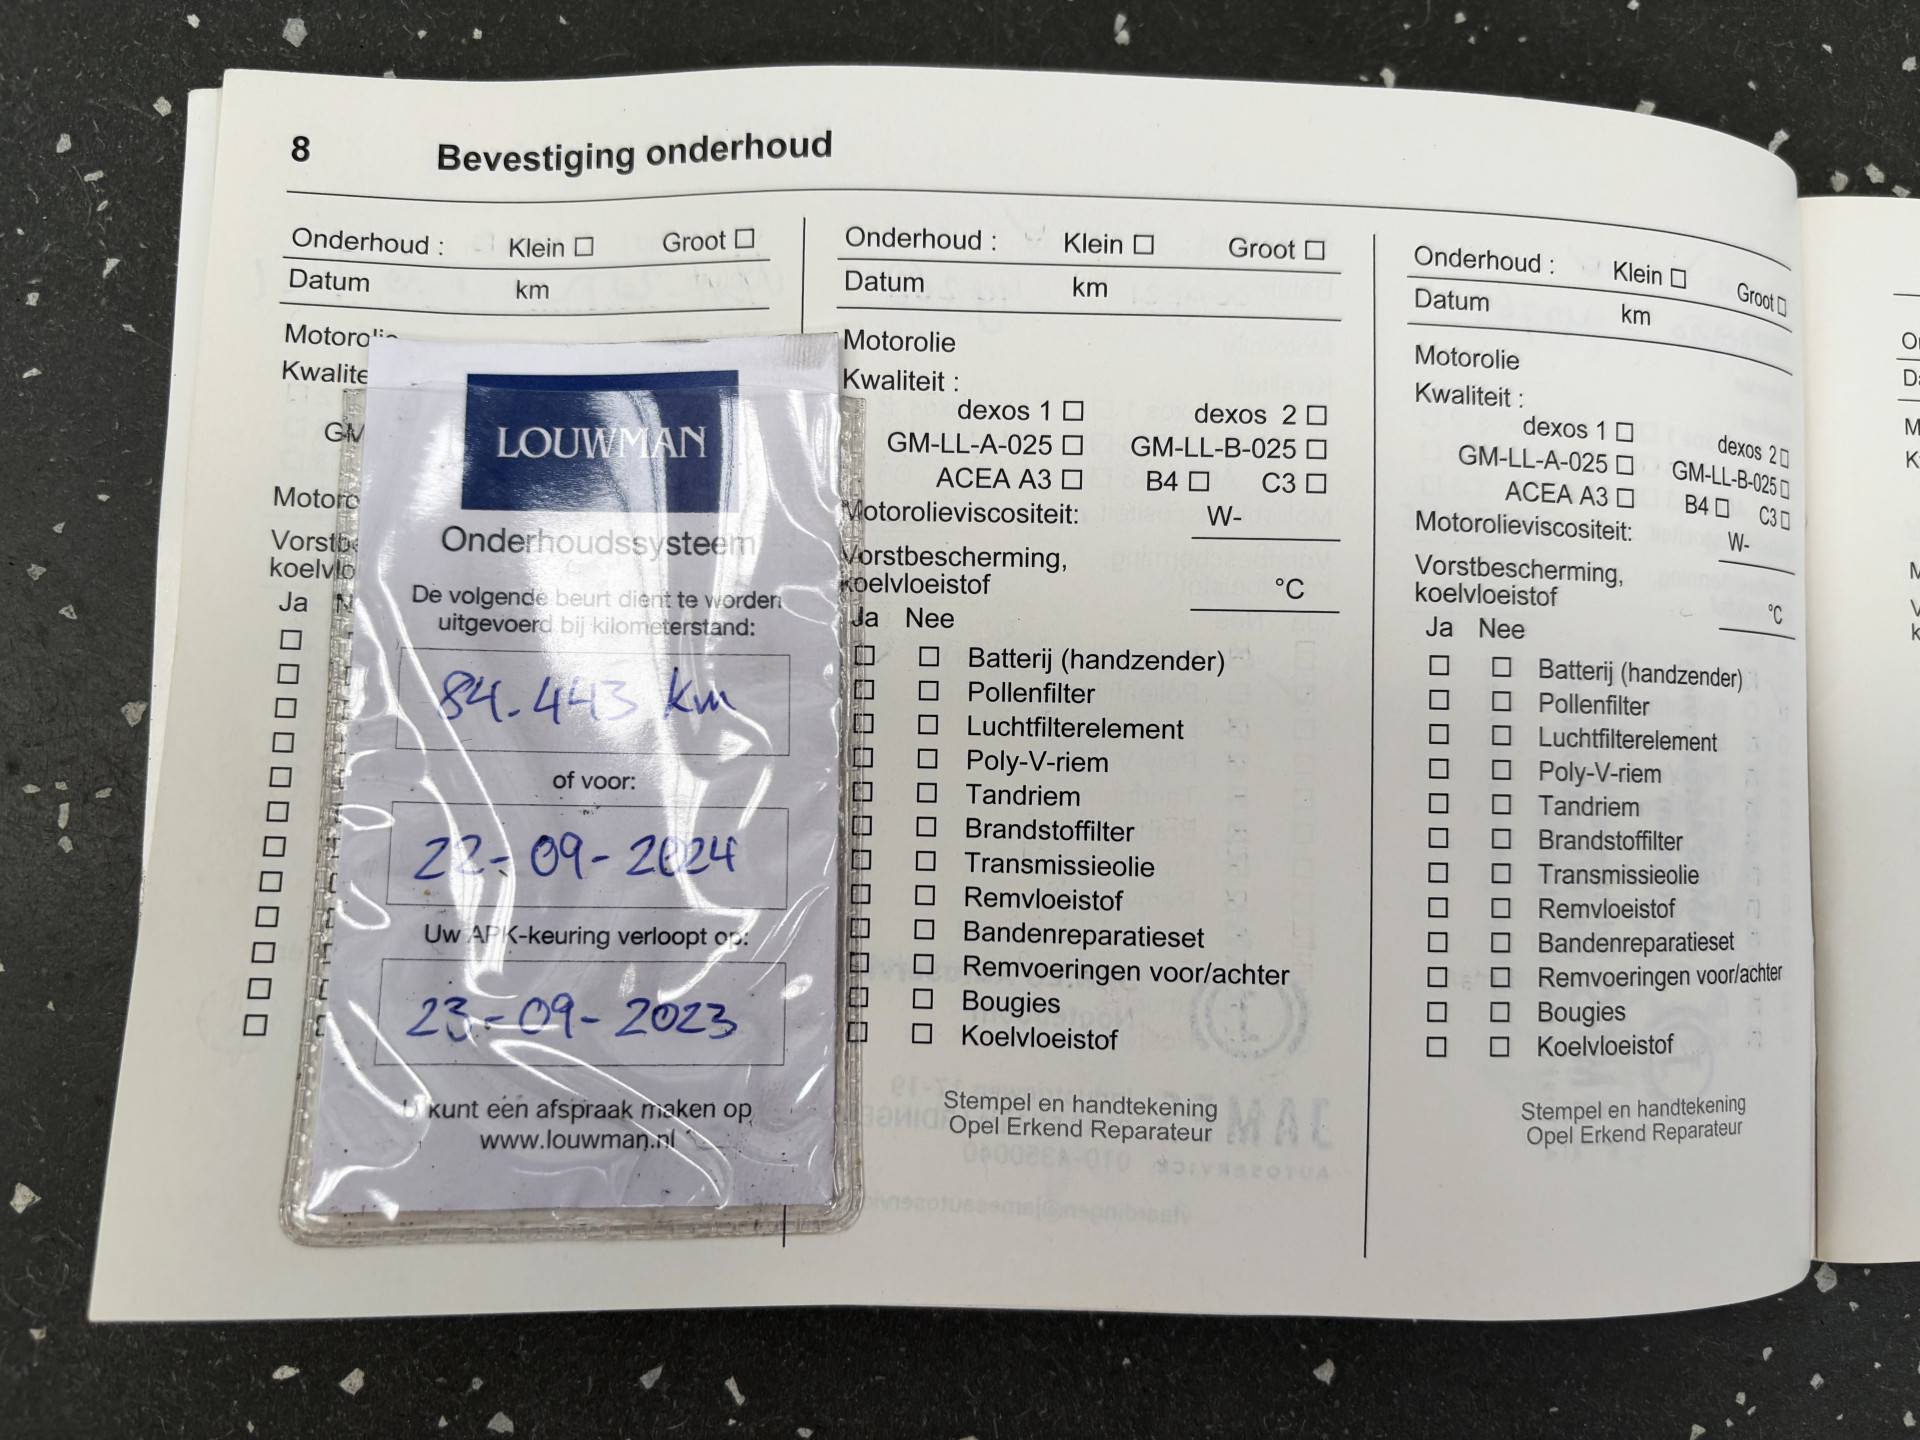 8 Bevestiging onderhoud
Onderhoud : Klein Groot
Datum km
Kwalite
GM
Ja
LOUWMAN
Onderhoudssysteem
De volgende beurt dient te worden
uitgevoerd bij kilometerstand:
84.443 km
of voor:
22-09-2024
Uw APK-keuring verloopt op:
23-09-2023
U kunt een afspraak maken op
www.louwman.nl
Onderhoud : Klein Groot
Datum km
Motorolie
Kwaliteit :
dexos 1 dexos 2
GM-LL-A-025 GM-LL-B-025
ACEA A3 B4 C3
Motorolieviscositeit: W-
Vorstbescherming,
koelvloeistof °C
Ja Nee
Batterij (handzender)
Pollenfilter
Luchtfilterelement
Poly-V-riem
Tandriem
Brandstoffilter
Transmissieolie
Remvloeistof
Bandenreparatieset
Remvoeringen voor/achter
Bougies
Koelvloeistof
Stempel en handtekening
Opel Erkend Reparateur
Onderhoud : Klein Groot
Datum km
Motorolie
Kwaliteit :
dexos 1 dexos 2
GM-LL-A-025 GM-LL-B-025
ACEA A3 B4 C3
Motorolieviscositeit: W-
Vorstbescherming,
koelvloeistof °C
Ja Nee
Batterij (handzender)
Pollenfilter
Luchtfilterelement
Poly-V-riem
Tandriem
Brandstoffilter
Transmissieolie
Remvloeistof
Bandenreparatieset
Remvoeringen voor/achter
Bougies
Koelvloeistof
Stempel en handtekening
Opel Erkend Reparateur